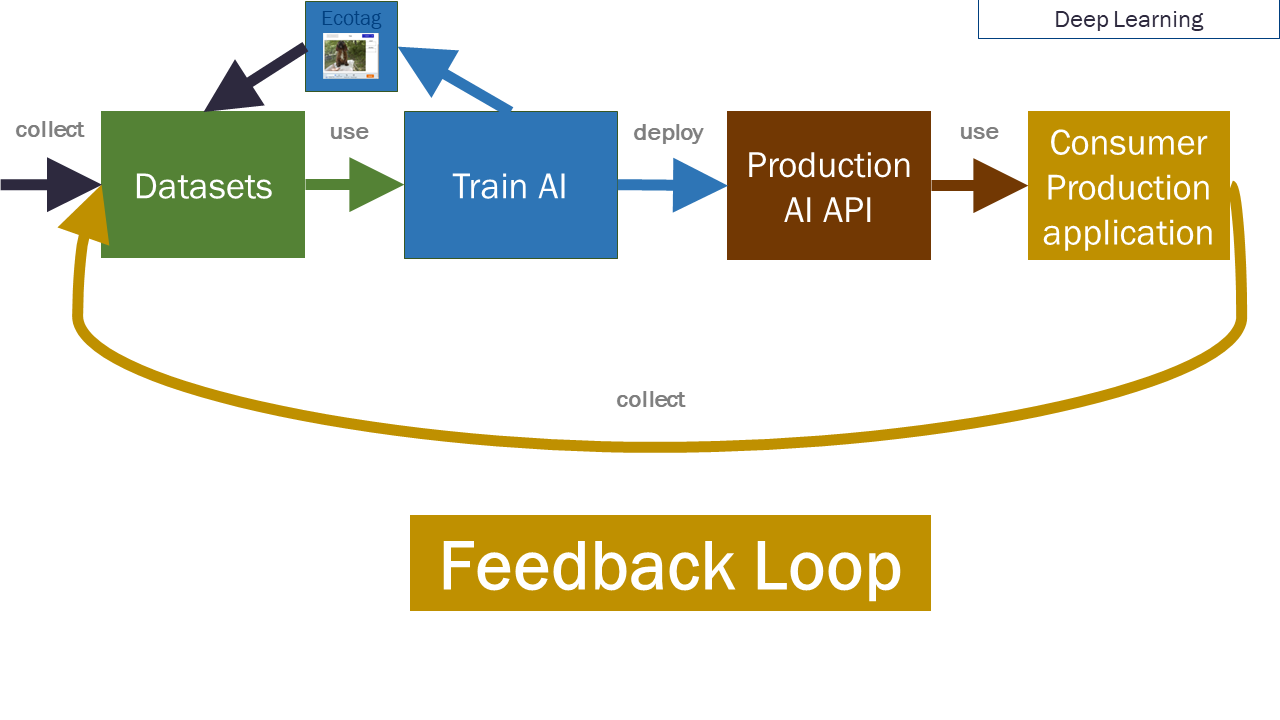 Ecotag
Deep Learning
collect
use
deploy
use
Datasets
Train AI
Production
AI API
Consumer
Production
application
collect
Feedback Loop